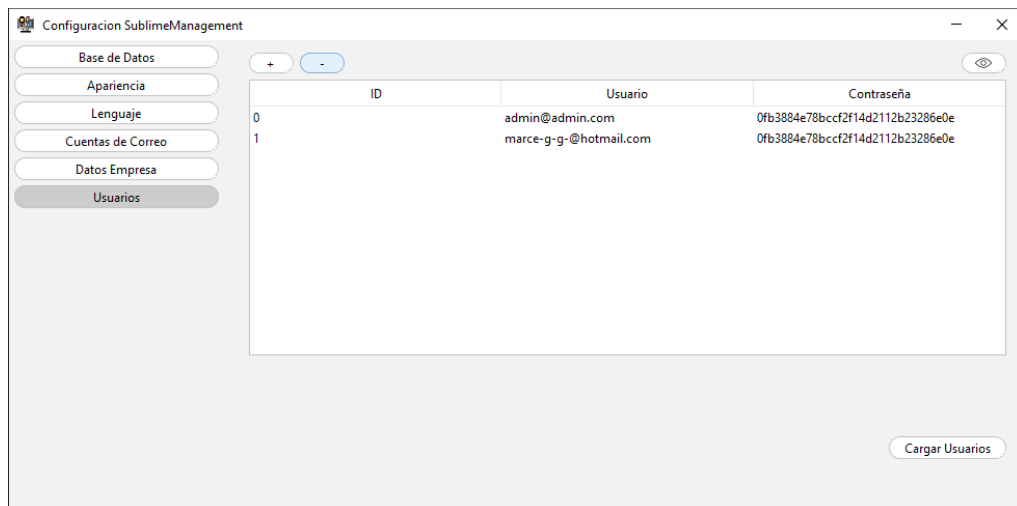 Configuracion SublimeManagement
Base de Datos
Apariencia
Lenguaje
Cuentas de Correo
Datos Empresa
Usuarios
+ -
ID Usuario Contraseña
0 admin@admin.com 0fb3884e78bccf2f14d2112b23286e0e
1 marce-g-g-@hotmail.com 0fb3884e78bccf2f14d2112b23286e0e
Cargar Usuarios